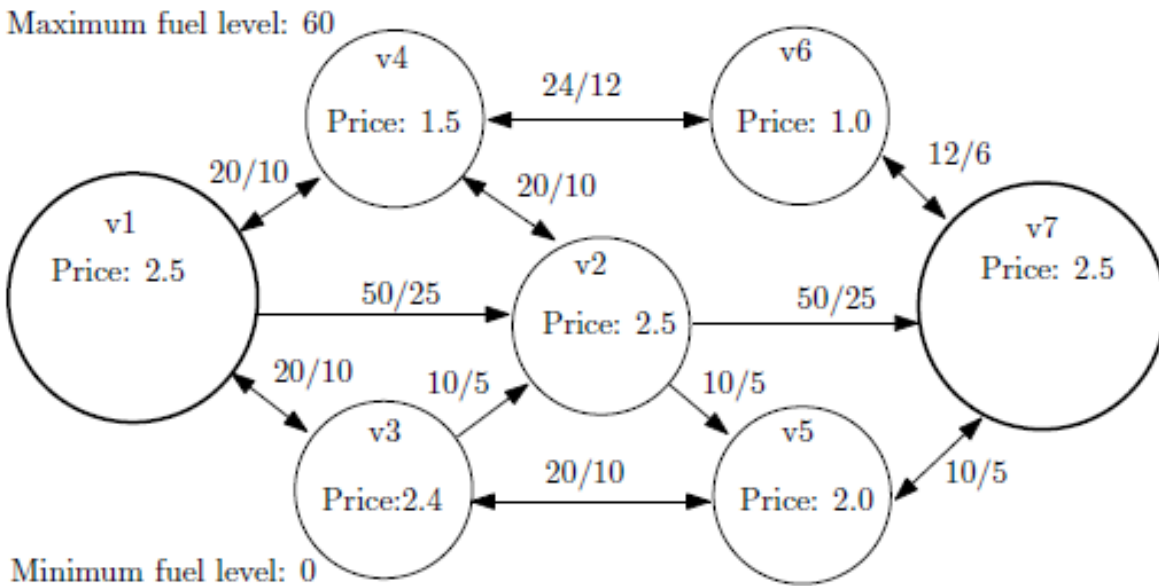 Maximum fuel level: 60
v4
Price: 1.5
24/12
v6
Price: 1.0
20/10
20/10
12/6
v1
Price: 2.5
v2
Price: 2.5
v7
Price: 2.5
50/25
50/25
20/10
10/5
10/5
v3
Price:2.4
20/10
v5
Price: 2.0
10/5
Minimum fuel level: 0